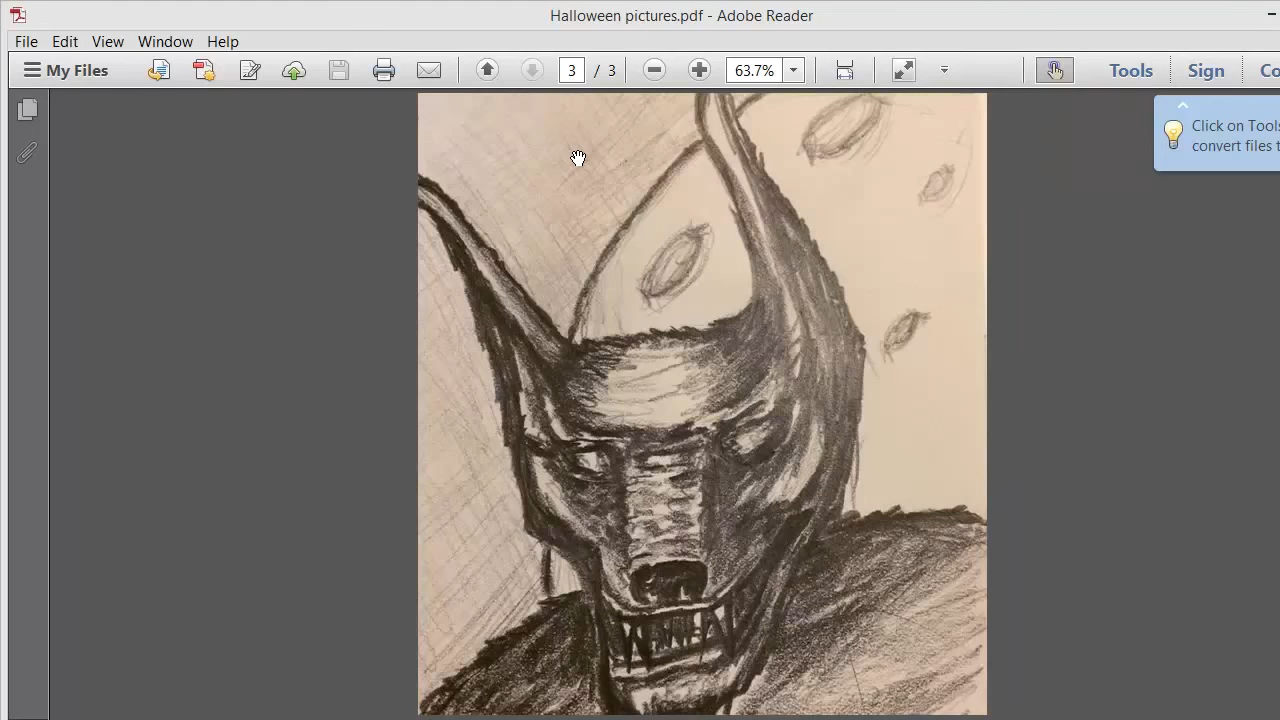 Halloween pictures.pdf - Adobe Reader
File Edit View Window Help
My Files 3 / 3 63.7% Tools Sign Co
Click on Tools
convert files t